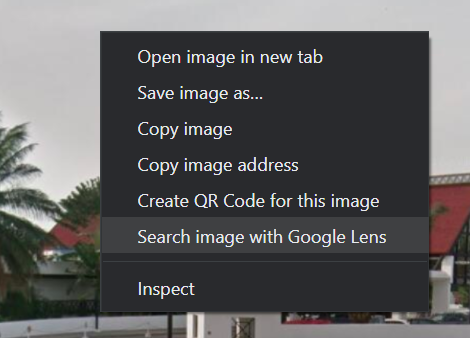 Open image in new tab
Save image as...
Copy image
Copy image address
Create QR Code for this image
Search image with Google Lens
Inspect